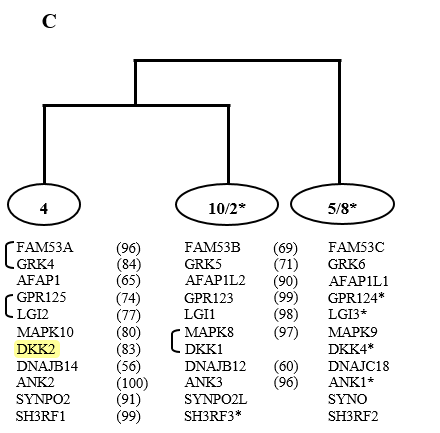 C
4 10/2* 5/8*
FAM53A (96) FAM53B (69) FAM53C
GRK4 (84) GRK5 (71) GRK6
AFAP1 (65) AFAP1L2 (90) AFAP1L1
GPR125 (74) GPR123 (99) GPR124*
LGI2 (77) LGI1 (98) LGI3*
MAPK10 (80) MAPK8 (97) MAPK9
DKK2 (83) DKK1 DKK4*
DNAJB14 (56) DNAJB12 (60) DNAJC18
ANK2 (100) ANK3 (96) ANK1*
SYNPO2 (91) SYNPO2L SYNO
SH3RF1 (99) SH3RF3* SH3RF2